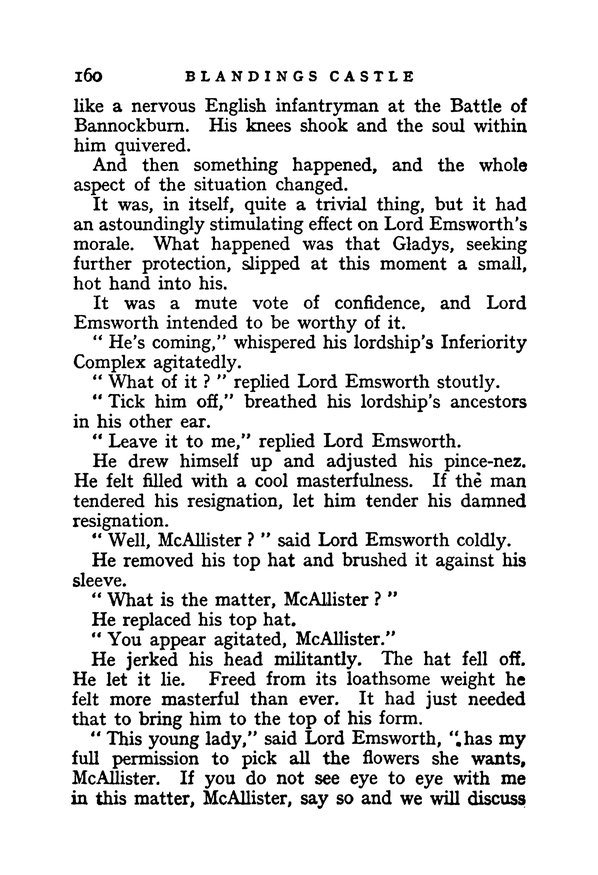 160 BLANDINGS CASTLE
like a nervous English infantryman at the Battle of
Bannockburn. His knees shook and the soul within
him quivered.
And then something happened, and the whole
aspect of the situation changed.
It was, in itself, quite a trivial thing, but it had
an astoundingly stimulating effect on Lord Emsworth's
morale. What happened was that Gladys, seeking
further protection, slipped at this moment a small,
hot hand into his.
It was a mute vote of confidence, and Lord
Emsworth intended to be worthy of it.
" He's coming," whispered his lordship's Inferiority
Complex agitatedly.
" What of it ? " replied Lord Emsworth stoutly.
" Tick him off," breathed his lordship's ancestors
in his other ear.
" Leave it to me," replied Lord Emsworth.
He drew himself up and adjusted his pince-nez.
He felt filled with a cool masterfulness. If the man
tendered his resignation, let him tender his damned
resignation.
" Well, McAllister ? " said Lord Emsworth coldly.
He removed his top hat and brushed it against his
sleeve.
" What is the matter, McAllister ? "
He replaced his top hat.
" You appear agitated, McAllister."
He jerked his head militantly. The hat fell off.
He let it lie. Freed from its loathsome weight he
felt more masterful than ever. It had just needed
that to bring him to the top of his form.
" This young lady," said Lord Emsworth, " has my
full permission to pick all the flowers she wants,
McAllister. If you do not see eye to eye with me
in this matter, McAllister, say so and we will discuss